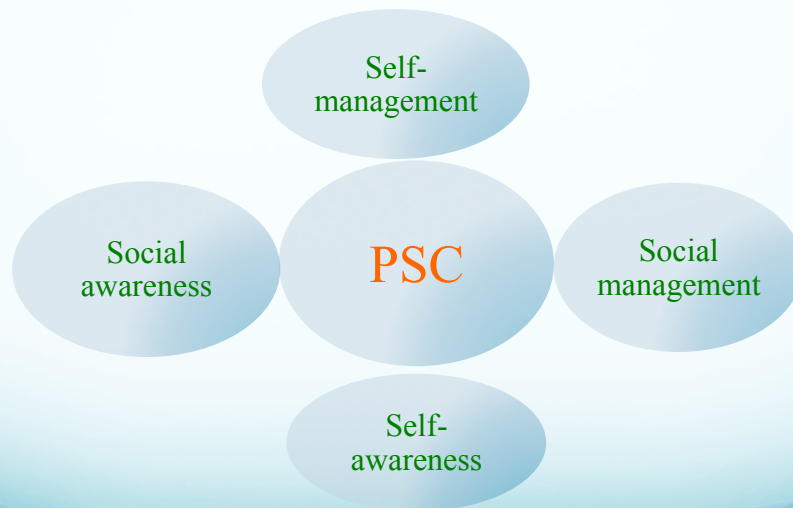 Self-
management
Social
awareness
PSC
Social
management
Self-
awareness